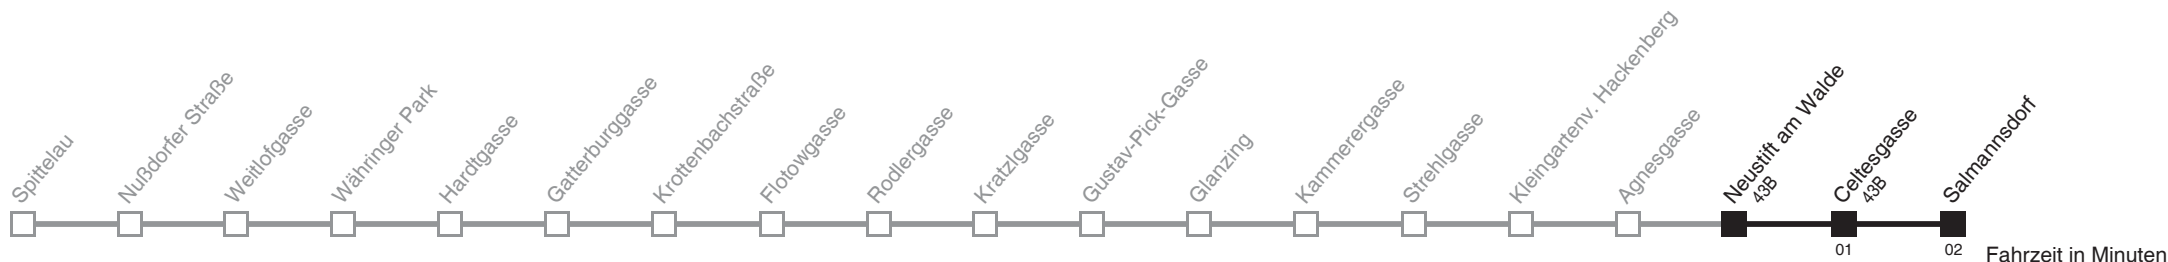 Spittelau
Nußdorfer Straße
Weitlofgasse
Währinger Park
Hardtgasse
Gatterburggasse
Krottenbachstraße
Flotowgasse
Rodlergasse
Kratzlgasse
Gustav-Pick-Gasse
Glanzing
Kammerergasse
Strehlgasse
Kleingartenv. Hackenberg
Agnesgasse
Neustift am Walde
43B
Celtesgasse
43B
Salmannsdorf
01
02
Fahrzeit in Minuten